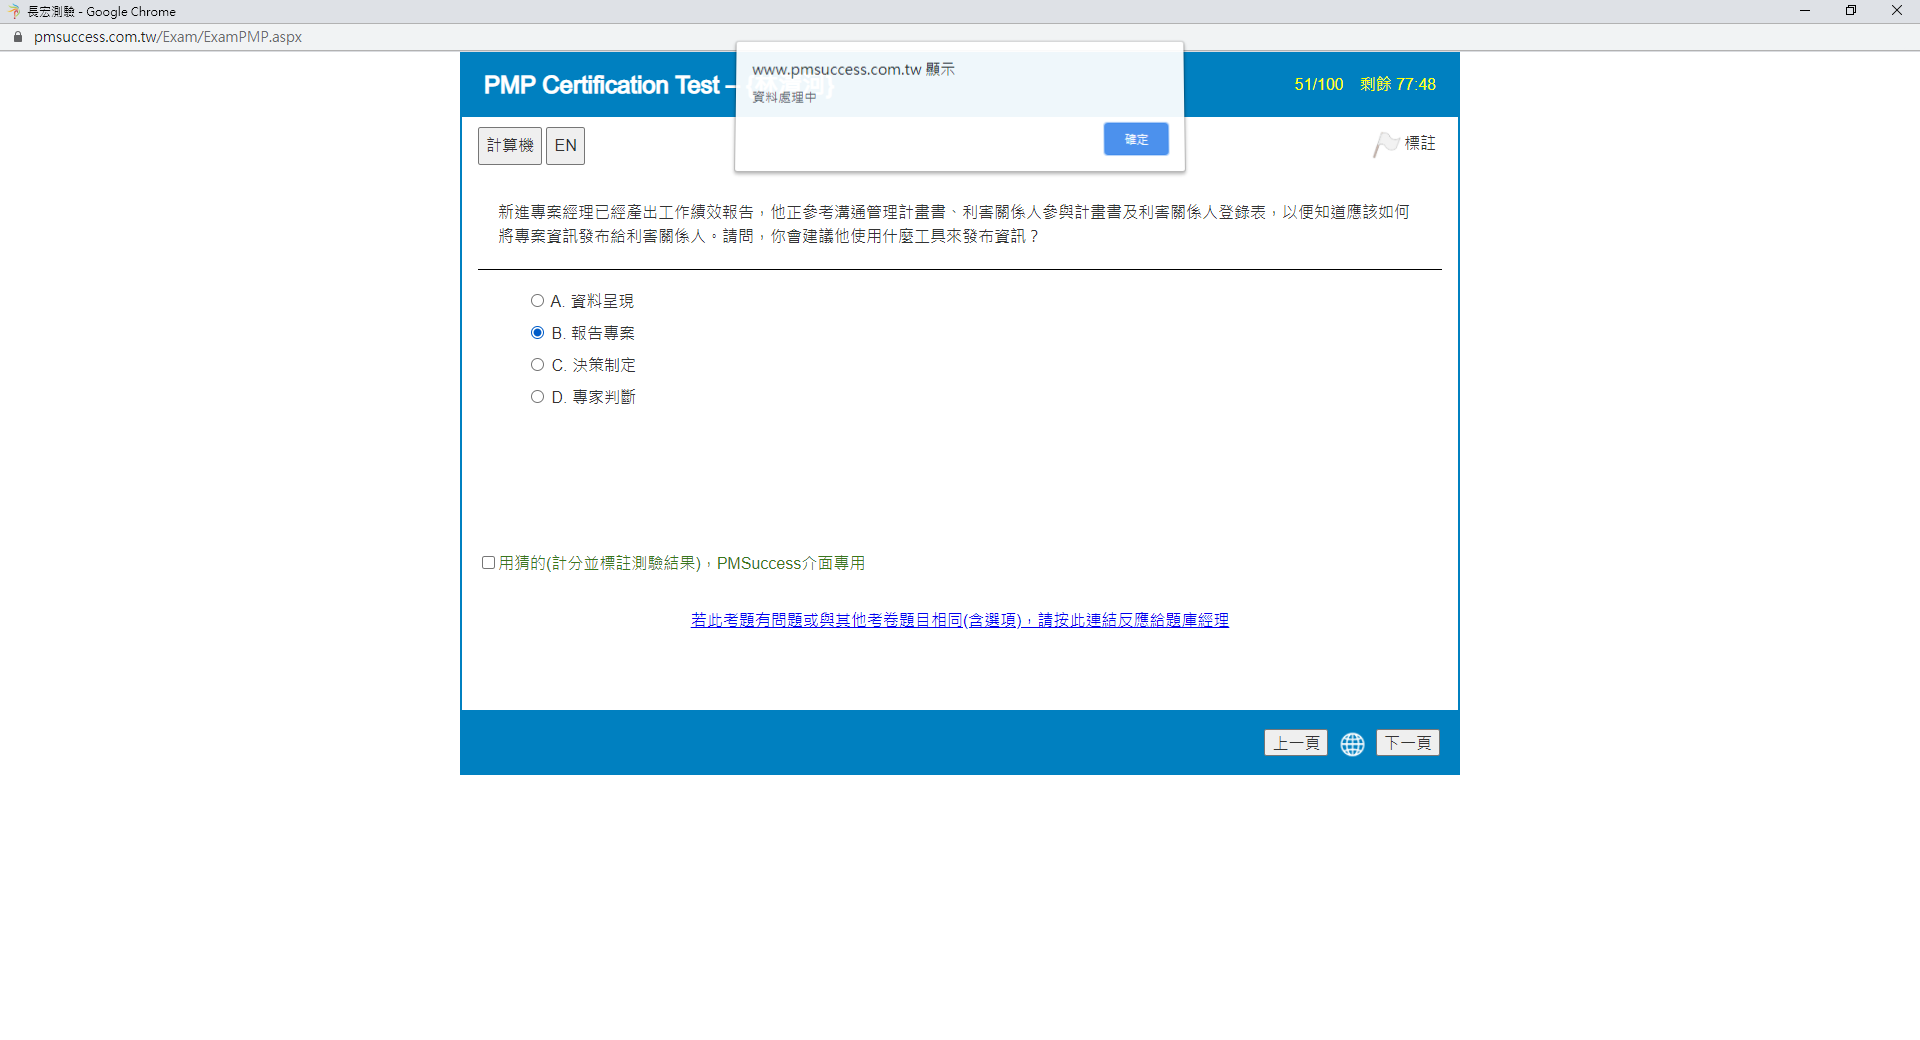 長宏測驗 - Google Chrome
pmsuccess.com.tw/Exam/ExamPMP.aspx
www.pmsuccess.com.tw 顯示
資料處理中
確定
PMP Certification Test –
51/100 剩餘 77:48
計算機 EN
標註
新進專案經理已經產出工作績效報告，他正參考溝通管理計畫書、利害關係人參與計畫書及利害關係人登錄表，以便知道應該如何
將專案資訊發布給利害關係人。請問，你會建議他使用什麼工具來發布資訊？
A. 資料呈現
B. 報告專案
C. 決策制定
D. 專家判斷
用猜的(計分並標註測驗結果)，PMSuccess介面專用
若此考題有問題或與其他考卷題目相同(含選項)，請按此連結反應給題庫經理
上一頁 下一頁